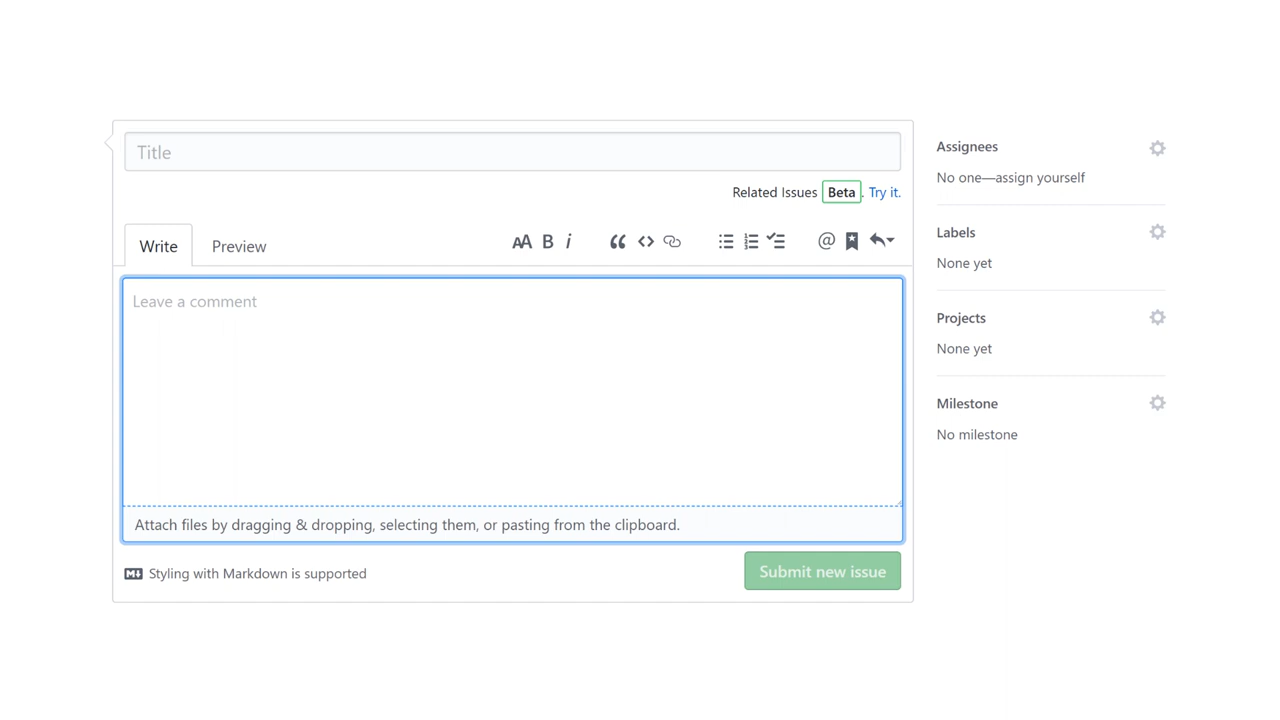 Title
Related Issues Beta. Try it.
Write Preview AA B i “ <> @
Leave a comment
Attach files by dragging & dropping, selecting them, or pasting from the clipboard.
Styling with Markdown is supported
Submit new issue
Assignees
No one—assign yourself
Labels
None yet
Projects
None yet
Milestone
No milestone